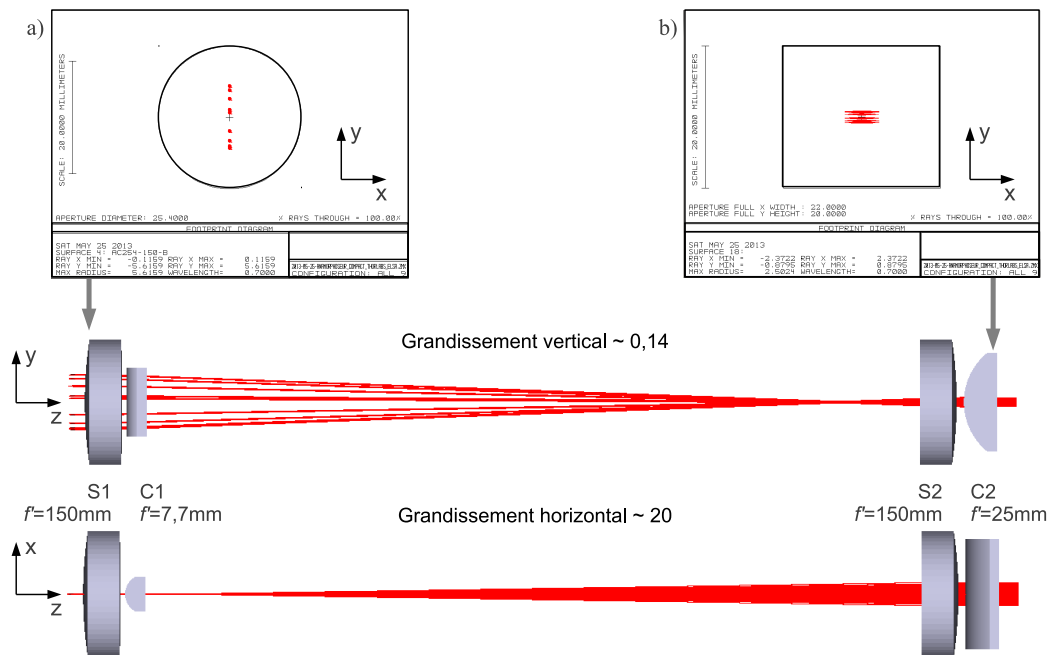 a)
SCALE: 20.0000 MILLIMETERS
y
x
APERTURE DIAMETER: 25.4000
% RAYS THROUGH = 100.00%
FOOTPRINT DIAGRAM
SAT MAY 25 2013
SURFACE 4: AC254-150-B
RAY X MIN = -0.1159 RAY X MAX = 0.1159
RAY Y MIN = -5.6159 RAY Y MAX = 5.6159
MAX RADIUS= 5.6159 WAVELENGTH= 0.7000
CONFIGURATION: ALL 9
b)
SCALE: 20.0000 MILLIMETERS
y
x
APERTURE FULL X WIDTH : 22.0000
APERTURE FULL Y HEIGHT: 20.0000
% RAYS THROUGH = 100.00%
FOOTPRINT DIAGRAM
SAT MAY 25 2013
SURFACE 18:
RAY X MIN = -2.3722 RAY X MAX = 2.3722
RAY Y MIN = -0.8795 RAY Y MAX = 0.8795
MAX RADIUS= 2.5024 WAVELENGTH= 0.7000
CONFIGURATION: ALL 9
Grandissement vertical ~ 0,14
y
z
S1 C1
f'=150mm f'=7,7mm
S2 C2
f'=150mm f'=25mm
Grandissement horizontal ~ 20
x
z